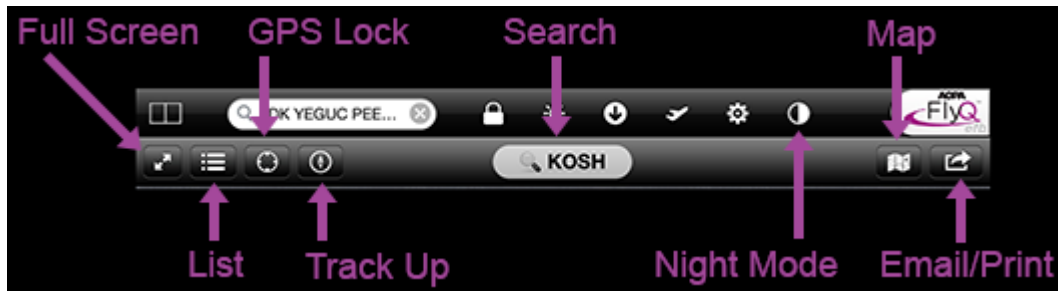 Full Screen GPS Lock Search Map
YEGUC PEE... AOPA
FlyQ
efb
KOSH
List Track Up Night Mode Email/Print